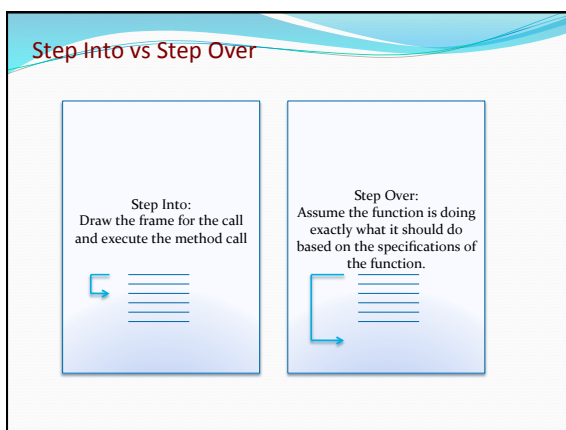 Step Into vs Step Over
Step Into:
Draw the frame for the call
and execute the method call
Step Over:
Assume the function is doing
exactly what it should do
based on the specifications of
the function.